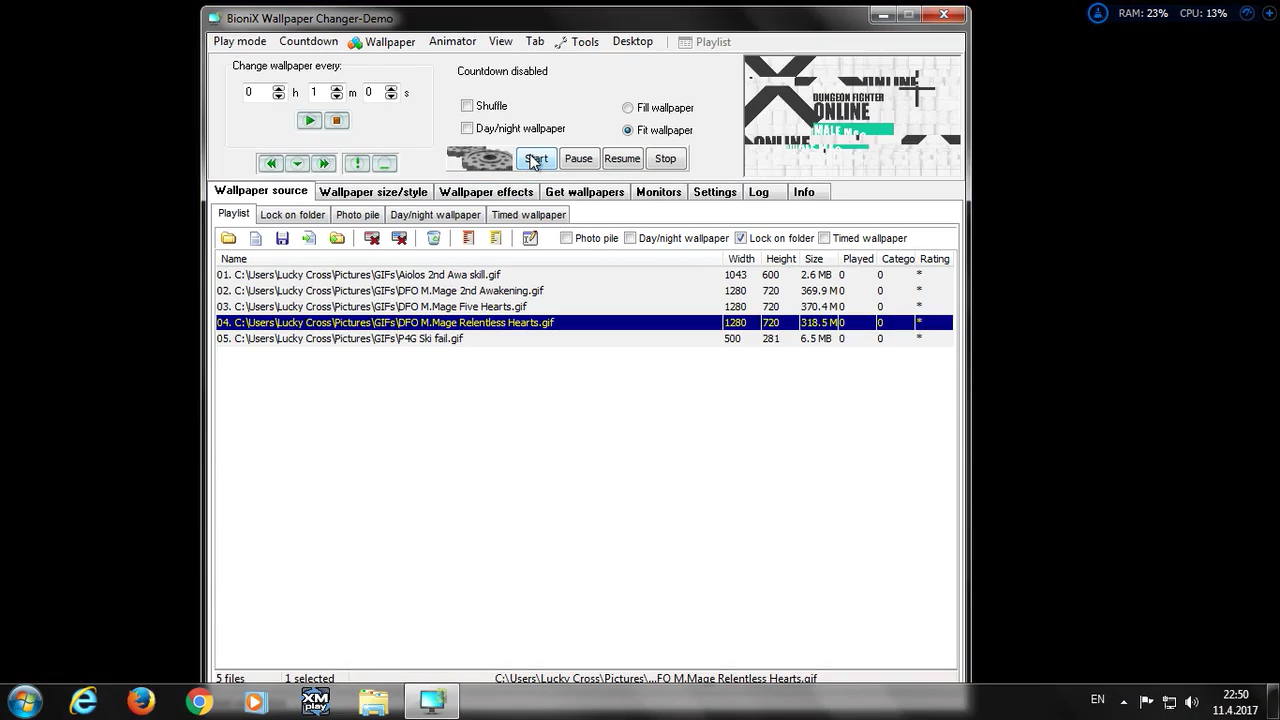 BioniX Wallpaper Changer-Demo
RAM: 23% CPU: 13%
Play mode Countdown Wallpaper Animator View Tab Tools Desktop Playlist
Change wallpaper every:
0 h 1 m 0 s
Countdown disabled
Shuffle
Day/night wallpaper
Fill wallpaper
Fit wallpaper
Start Pause Resume Stop
ONLINE
DUNGEON FIGHTER
ONLINE
Wallpaper source Wallpaper size/style Wallpaper effects Get wallpapers Monitors Settings Log Info
Playlist Lock on folder Photo pile Day/night wallpaper Timed wallpaper
Photo pile Day/night wallpaper Lock on folder Timed wallpaper
Name Width Height Size Played Catego Rating
01. C:\Users\Lucky Cross\Pictures\GIFs\Aiolos 2nd Awa skill.gif 1043 600 2.6 MB 0 0 *
02. C:\Users\Lucky Cross\Pictures\GIFs\DFO M.Mage 2nd Awakening.gif 1280 720 369.9 M 0 0 *
03. C:\Users\Lucky Cross\Pictures\GIFs\DFO M.Mage Five Hearts.gif 1280 720 370.4 M 0 0 *
04. C:\Users\Lucky Cross\Pictures\GIFs\DFO M.Mage Relentless Hearts.gif 1280 720 318.5 M 0 0 *
05. C:\Users\Lucky Cross\Pictures\GIFs\P4G Ski fail.gif 500 281 6.5 MB 0 0 *
5 files 1 selected C:\Users\Lucky Cross\Pictures\...FO M.Mage Relentless Hearts.gif
XM play
EN
22:50
11.4.2017